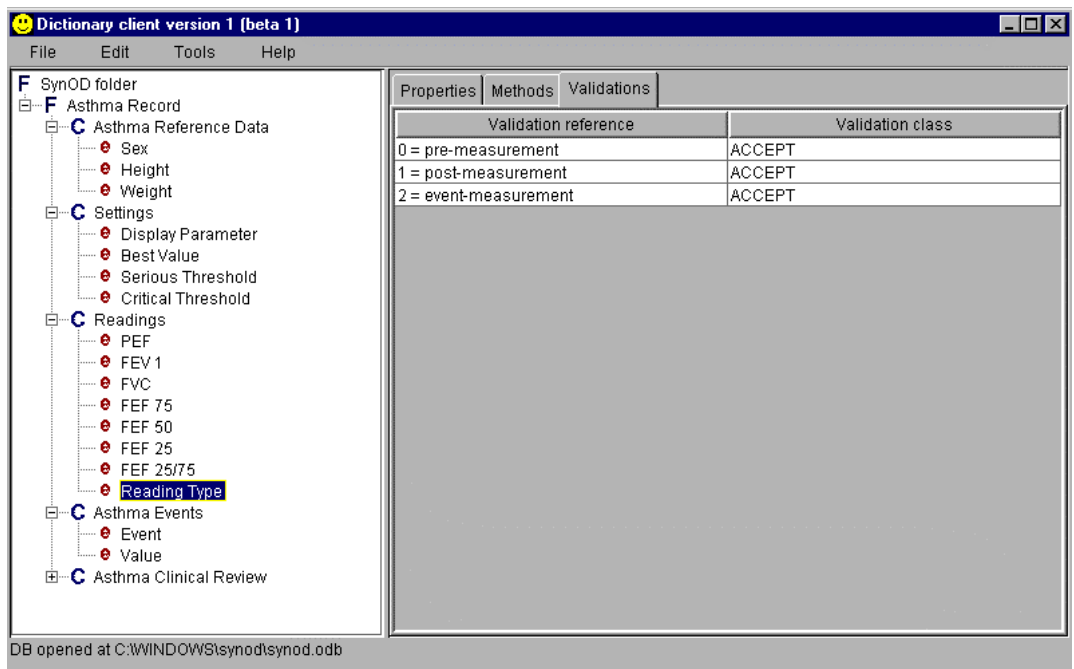 Dictionary client version 1 (beta 1)
File Edit Tools Help
F SynOD folder
F Asthma Record
C Asthma Reference Data
e Sex
e Height
e Weight
C Settings
e Display Parameter
e Best Value
e Serious Threshold
e Critical Threshold
C Readings
e PEF
e FEV 1
e FVC
e FEF 75
e FEF 50
e FEF 25
e FEF 25/75
e Reading Type
C Asthma Events
e Event
e Value
C Asthma Clinical Review
Properties Methods Validations
Validation reference Validation class
0 = pre-measurement ACCEPT
1 = post-measurement ACCEPT
2 = event-measurement ACCEPT
DB opened at C:\WINDOWS\synod\synod.odb